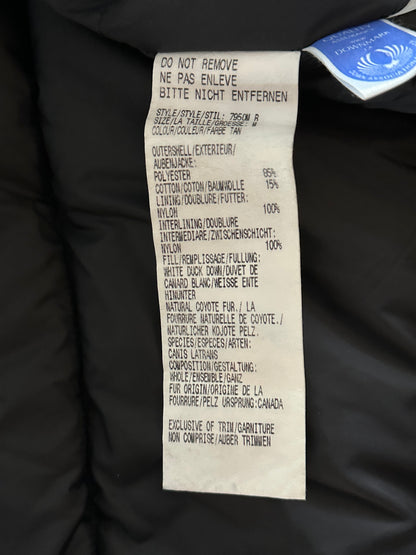 DO NOT REMOVE
NE PAS ENLEVE
BITTE NICHT ENTFERNEN
STYLE/STYLE/STIL: 7950M R
SIZE/LA TAILLE/GROESSE: M
COLOUR/COULEUR/FARBE TAN
OUTERSHELL/EXTERIEUR/
AUßENJACKE:
POLYESTER 85%
COTTON/COTON/BAUMWOLLE 15%
LINING/DOUBLURE/FUTTER:
NYLON 100%
INTERLINING/DOUBLURE
INTERMEDIARE/ZWISCHENSCHICHT:
NYLON 100%
FILL/REMPLISSAGE/FULLUNG:
WHITE DUCK DOWN/DUVET DE
CANARD BLANC/WEISSE ENTE
HINUNTER
NATURAL COYOTE FUR./ LA
FOURRURE NATURELLE DE COYOTE./
NATURLICHER KOJOTE PELZ.
SPECIES/ESPECES/ARTEN:
CANIS LATRANS
COMPOSITION/GESTALTUNG:
WHOLE/ENSEMBLE/GANZ
FUR ORIGIN/ORIGINE DE LA
FOURRURE/PELZ URSPRUNG:CANADA
EXCLUSIVE OF TRIM/GARNITURE
NON COMPRISE/AUBER TRIMMEN
DOWNMARK
ASSOCIATION